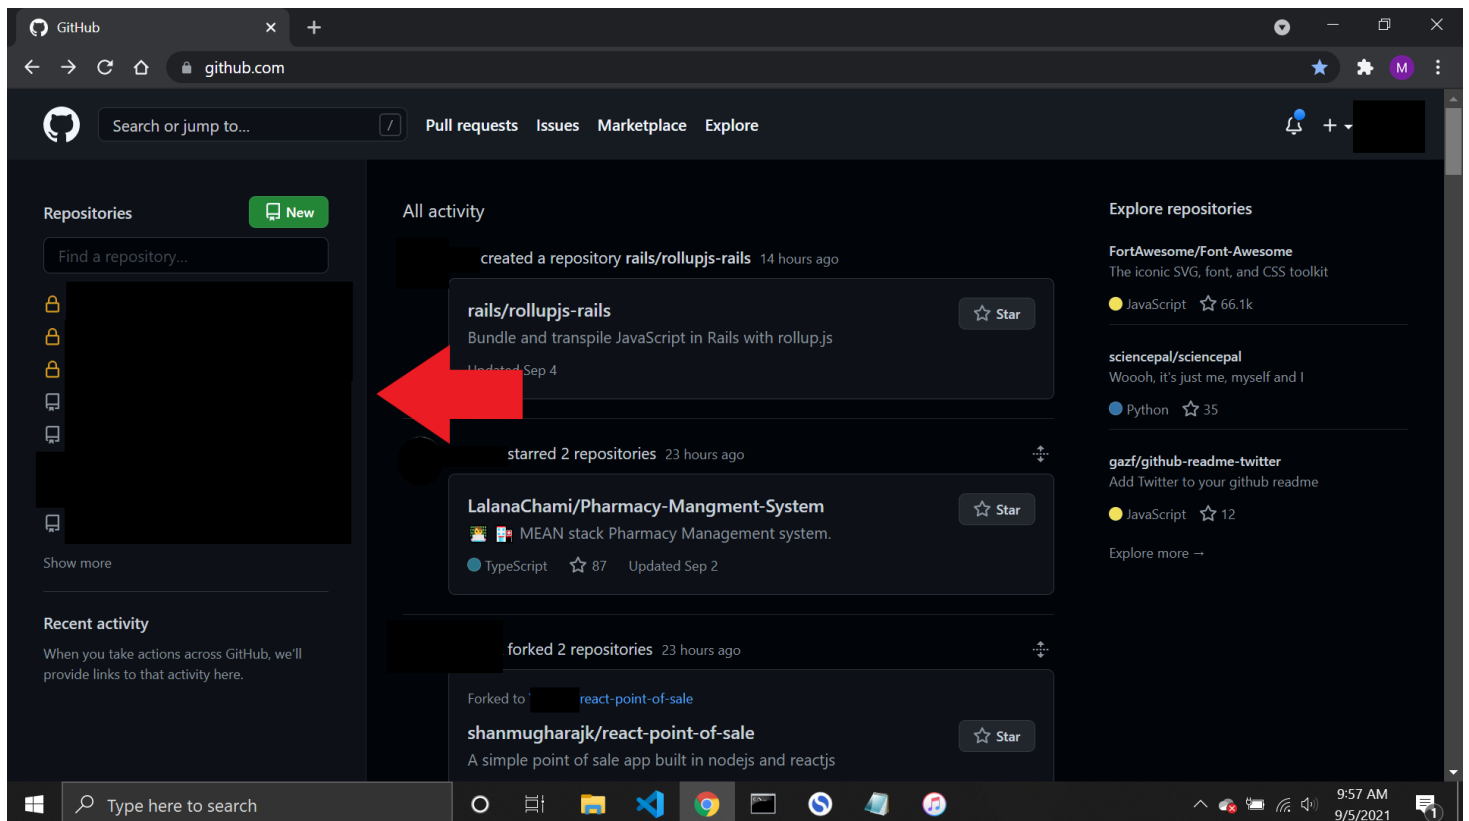 GitHub
github.com
M
Search or jump to...
/
Pull requests Issues Marketplace Explore
Repositories
New
Find a repository...
Show more
Recent activity
When you take actions across GitHub, we'll
provide links to that activity here.
All activity
created a repository rails/rollupjs-rails 14 hours ago
rails/rollupjs-rails
Star
Bundle and transpile JavaScript in Rails with rollup.js
Updated Sep 4
starred 2 repositories 23 hours ago
LalanaChami/Pharmacy-Mangment-System
Star
MEAN stack Pharmacy Management system.
TypeScript 87 Updated Sep 2
forked 2 repositories 23 hours ago
Forked to react-point-of-sale
shanmugharajk/react-point-of-sale
Star
A simple point of sale app built in nodejs and reactjs
Explore repositories
FortAwesome/Font-Awesome
The iconic SVG, font, and CSS toolkit
JavaScript 66.1k
sciencepal/sciencepal
Woooh, it's just me, myself and I
Python 35
gazf/github-readme-twitter
Add Twitter to your github readme
JavaScript 12
Explore more →
Type here to search
9:57 AM
9/5/2021
1